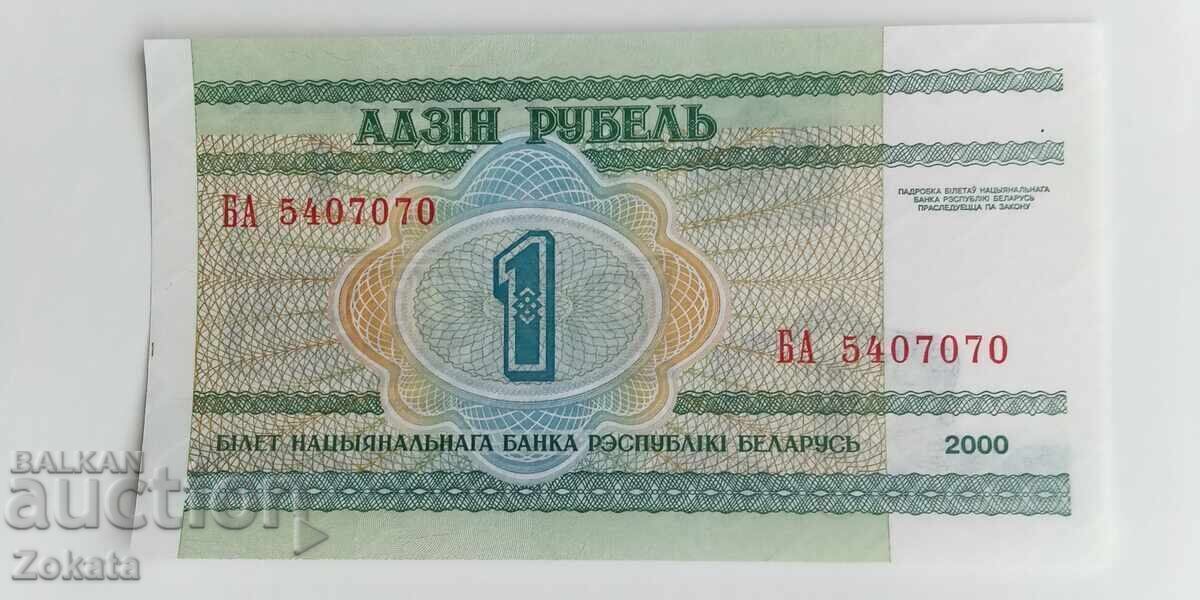 АДЗІН РУБЕЛЬ
ПАДРОБКА БІЛЕТАЎ НАЦЫЯНАЛЬНАГА
БАНКА РЭСПУБЛІКІ БЕЛАРУСЬ
ПРАСЛЕДУЕЦЦА ПА ЗАКОНУ
БА 5407070
1
БА 5407070
БІЛЕТ НАЦЫЯНАЛЬНАГА БАНКА РЭСПУБЛІКІ БЕЛАРУСЬ 2000
BALKAN
auction
Zokata